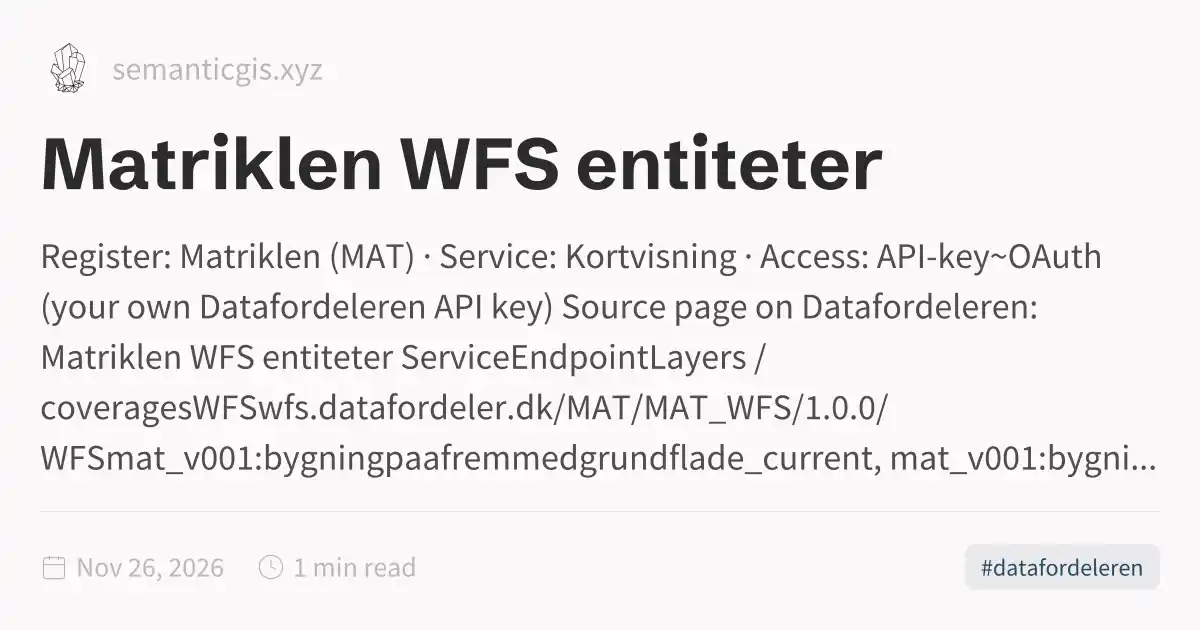 semanticgis.xyz
Matriklen WFS entiteter
Register: Matriklen (MAT) · Service: Kortvisning · Access: API-key~OAuth
(your own Datafordeleren API key) Source page on Datafordeleren:
Matriklen WFS entiteter ServiceEndpointLayers /
coveragesWFSwfs.datafordeler.dk/MAT/MAT_WFS/1.0.0/
WFSmat_v001:bygningpaafremmedgrundflade_current, mat_v001:bygni...
Nov 26, 2026 1 min read #datafordeleren